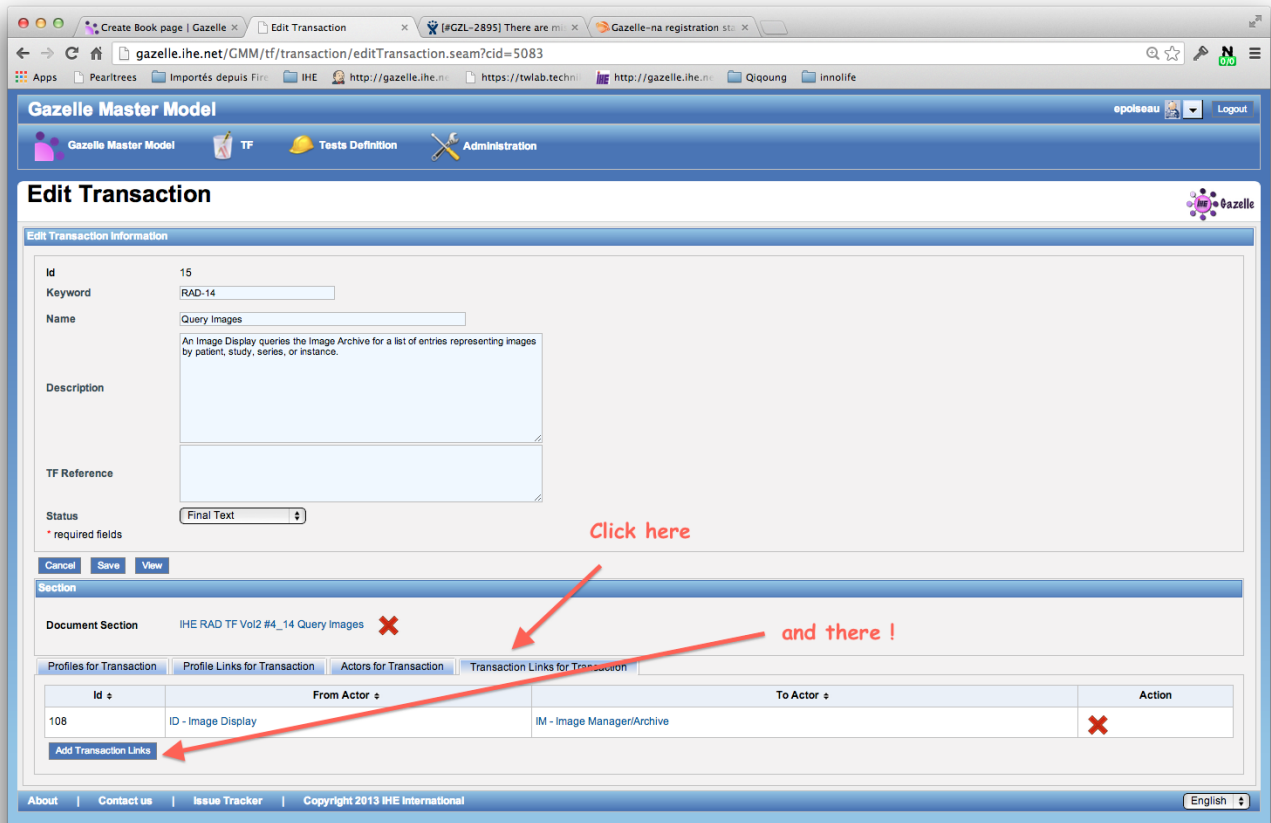 Create Book page | Gazelle
Edit Transaction
[#GZL-2895] There are mi
Gazelle-na registration sta
gazelle.ihe.net/GMM/tf/transaction/editTransaction.seam?cid=5083
Apps Pearltrees Importés depuis Fire IHE http://gazelle.ihe.ne https://twlab.techni http://gazelle.ihe.n Qigoung innolife
Gazelle Master Model
epoiseau
Logout
Gazelle Master Model TF Tests Definition Administration
Edit Transaction
IHE Gazelle
Edit Transaction Information
Id 15
Keyword RAD-14
Name Query Images
An Image Display queries the Image Archive for a list of entries representing images
by patient, study, series, or instance.
Description
TF Reference
Status Final Text
* required fields
Click here
Cancel Save View
Section
Document Section IHE RAD TF Vol2 #4_14 Query Images
and there !
Profiles for Transaction Profile Links for Transaction Actors for Transaction Transaction Links for Transaction
Id From Actor To Actor Action
108 ID - Image Display IM - Image Manager/Archive
Add Transaction Links
About | Contact us | Issue Tracker | Copyright 2013 IHE International
English